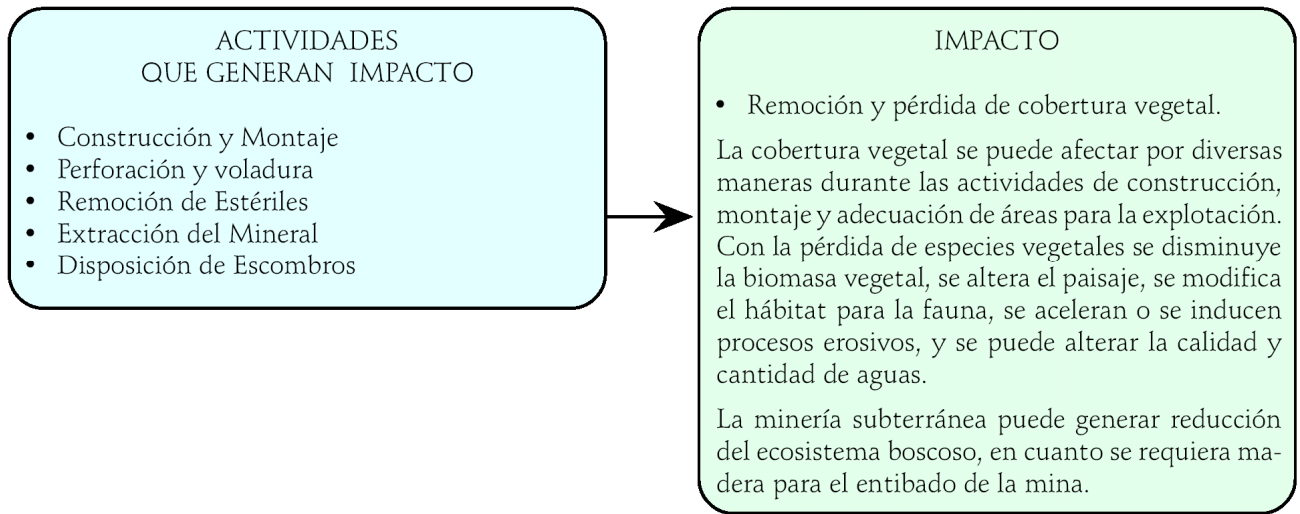 ACTIVIDADES
QUE GENERAN IMPACTO
• Construcción y Montaje
• Perforación y voladura
• Remoción de Estériles
• Extracción del Mineral
• Disposición de Escombros
IMPACTO
• Remoción y pérdida de cobertura vegetal.
La cobertura vegetal se puede afectar por diversas
maneras durante las actividades de construcción,
montaje y adecuación de áreas para la explotación.
Con la pérdida de especies vegetales se disminuye
la biomasa vegetal, se altera el paisaje, se modifica
el hábitat para la fauna, se aceleran o se inducen
procesos erosivos, y se puede alterar la calidad y
cantidad de aguas.
La minería subterránea puede generar reducción
del ecosistema boscoso, en cuanto se requiera ma-
dera para el entibado de la mina.